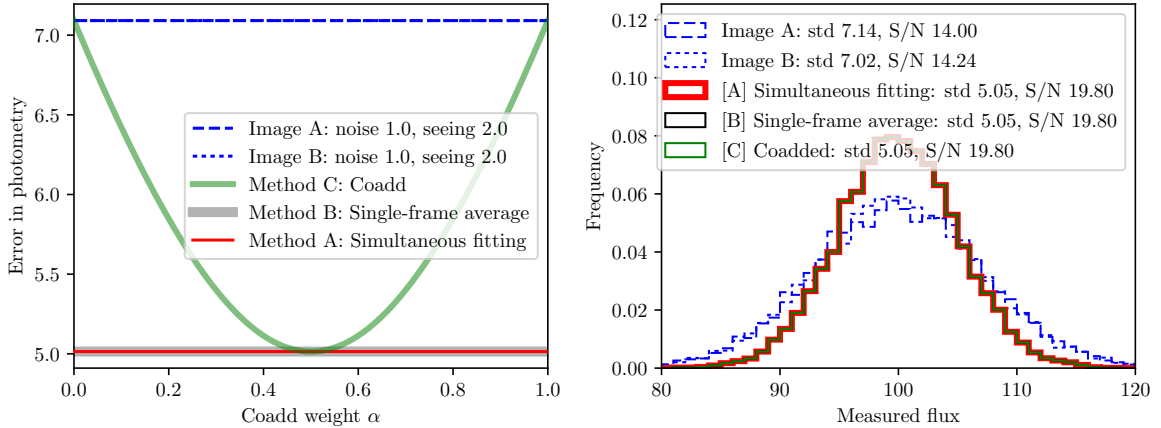 7.0
6.5
6.0
5.5
5.0
Error in photometry
0.0 0.2 0.4 0.6 0.8 1.0
Coadd weight α
Image A: noise 1.0, seeing 2.0
Image B: noise 1.0, seeing 2.0
Method C: Coadd
Method B: Single-frame average
Method A: Simultaneous fitting
0.12
0.10
0.08
0.06
0.04
0.02
0.00
Frequency
80 90 100 110 120
Measured flux
Image A: std 7.14, S/N 14.00
Image B: std 7.02, S/N 14.24
[A] Simultaneous fitting: std 5.05, S/N 19.80
[B] Single-frame average: std 5.05, S/N 19.80
[C] Coadded: std 5.05, S/N 19.80